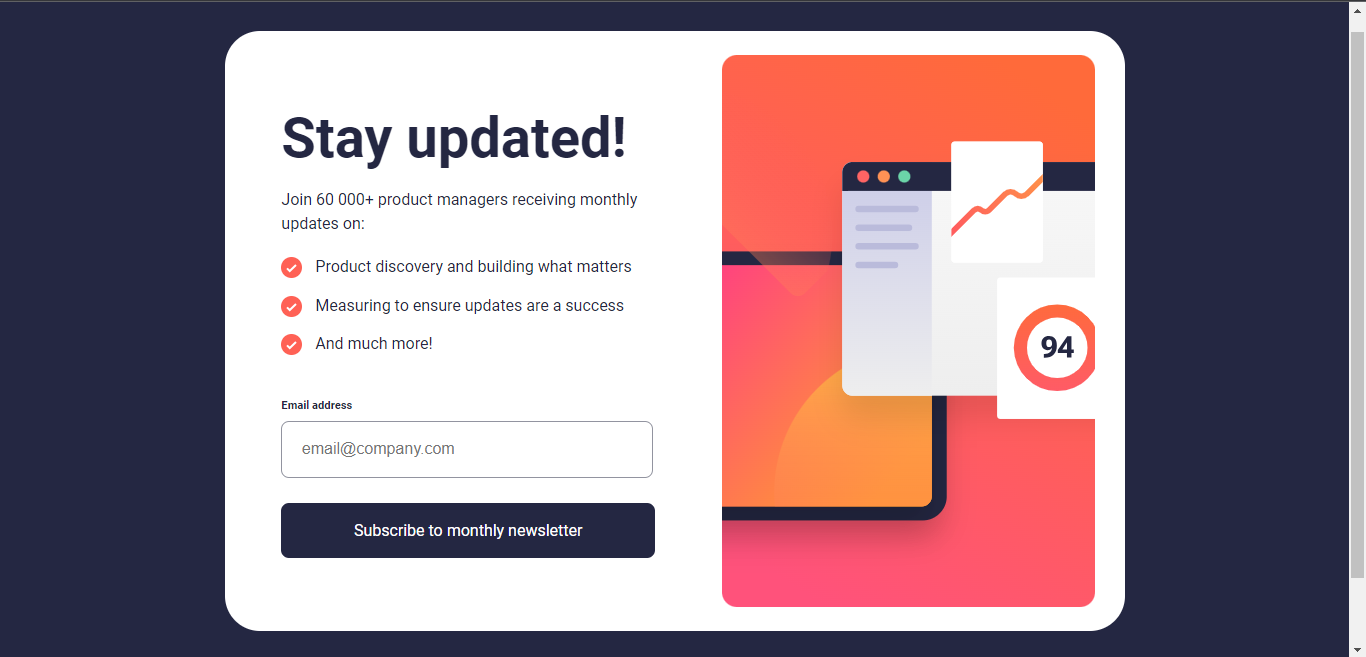 Stay updated!
Join 60 000+ product managers receiving monthly
updates on:
Product discovery and building what matters
Measuring to ensure updates are a success
And much more!
Email address
email@company.com
Subscribe to monthly newsletter
94